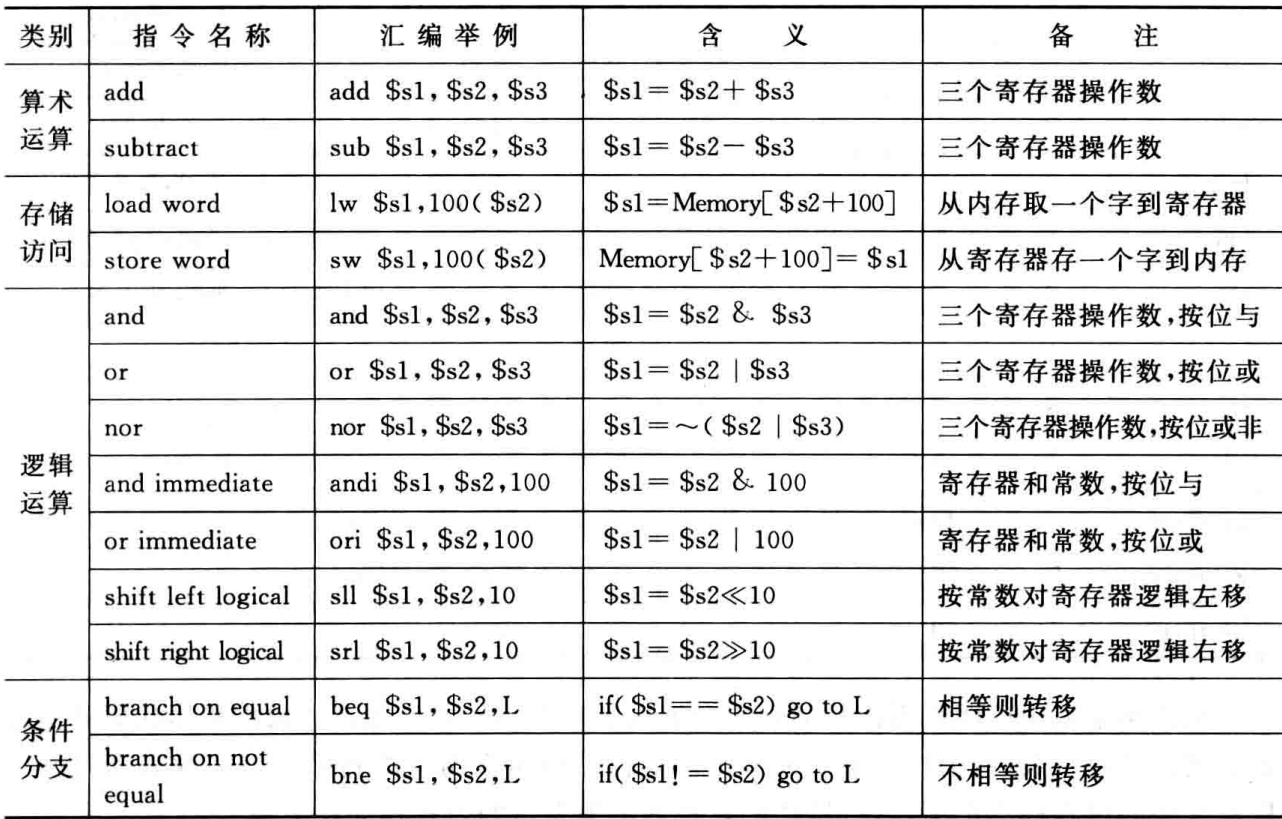 类别 指令名称 汇编举例 含 义 备 注
算术运算 add add $s1, $s2, $s3 $s1= $s2+ $s3 三个寄存器操作数
subtract sub $s1, $s2, $s3 $s1= $s2- $s3 三个寄存器操作数
存储访问 load word lw $s1,100( $s2) $s1=Memory[ $s2+100] 从内存取一个字到寄存器
store word sw $s1,100( $s2) Memory[ $s2+100]= $s1 从寄存器存一个字到内存
逻辑运算 and and $s1, $s2, $s3 $s1= $s2 & $s3 三个寄存器操作数,按位与
or or $s1, $s2, $s3 $s1= $s2 | $s3 三个寄存器操作数,按位或
nor nor $s1, $s2, $s3 $s1=~( $s2 | $s3) 三个寄存器操作数,按位或非
and immediate andi $s1, $s2,100 $s1= $s2 & 100 寄存器和常数,按位与
or immediate ori $s1, $s2,100 $s1= $s2 | 100 寄存器和常数,按位或
shift left logical sll $s1, $s2,10 $s1= $s2≪10 按常数对寄存器逻辑左移
shift right logical srl $s1, $s2,10 $s1= $s2≫10 按常数对寄存器逻辑右移
条件分支 branch on equal beq $s1, $s2,L if( $s1== $s2) go to L 相等则转移
branch on not equal bne $s1, $s2,L if( $s1!= $s2) go to L 不相等则转移